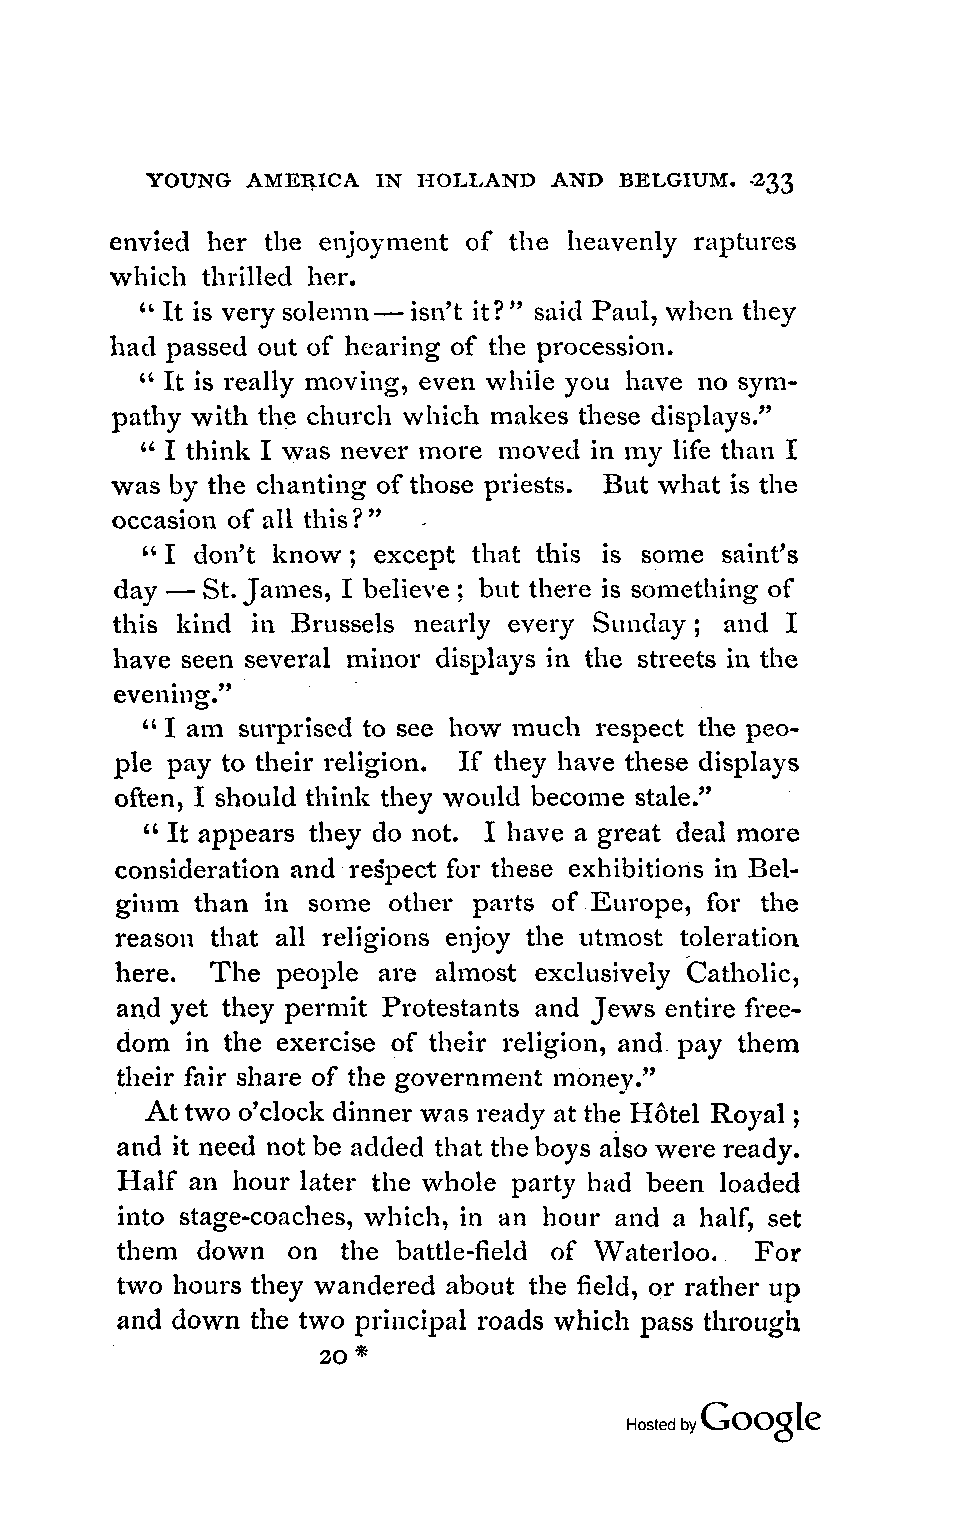 YOUNG AMERICA IN HOLLAND AND BELGIUM. 233
envied her the enjoyment of the heavenly raptures
which thrilled her.
“ It is very solemn — isn't it?” said Paul, when they
had passed out of hearing of the procession.
“ It is really moving, even while you have no sym-
pathy with the church which makes these displays.”
“ I think I was never more moved in my life than I
was by the chanting of those priests. But what is the
occasion of all this?”
“ I don't know ; except that this is some saint's
day — St. James, I believe ; but there is something of
this kind in Brussels nearly every Sunday ; and I
have seen several minor displays in the streets in the
evening.”
“ I am surprised to see how much respect the peo-
ple pay to their religion. If they have these displays
often, I should think they would become stale.”
“ It appears they do not. I have a great deal more
consideration and respect for these exhibitions in Bel-
gium than in some other parts of Europe, for the
reason that all religions enjoy the utmost toleration
here. The people are almost exclusively Catholic,
and yet they permit Protestants and Jews entire free-
dom in the exercise of their religion, and pay them
their fair share of the government money.”
At two o'clock dinner was ready at the Hôtel Royal ;
and it need not be added that the boys also were ready.
Half an hour later the whole party had been loaded
into stage-coaches, which, in an hour and a half, set
them down on the battle-field of Waterloo. For
two hours they wandered about the field, or rather up
and down the two principal roads which pass through
20 *
Hosted by Google